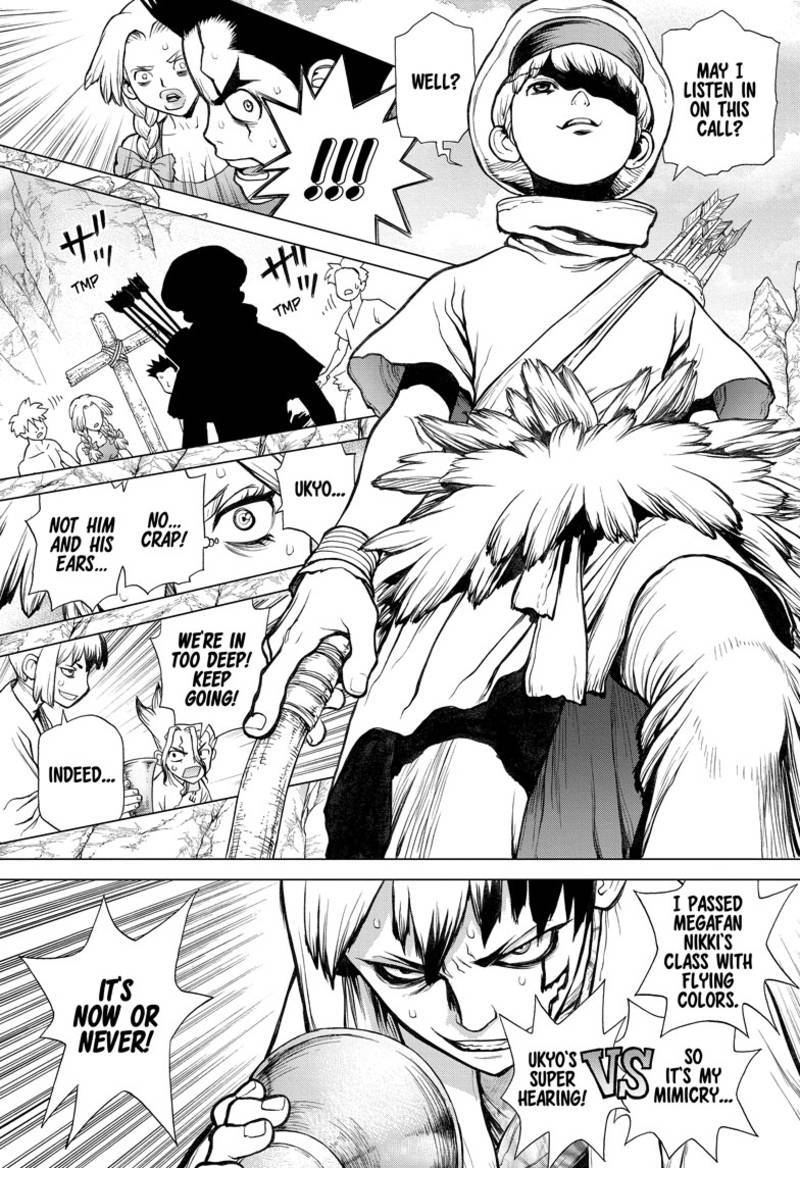 MAY I
LISTEN IN
ON THIS
CALL?
WELL?
!!!
ザッ
TMP
ザッ
TMP
UKYO...
NO...
CRAP!
NOT HIM
AND HIS
EARS...
WE'RE IN
TOO DEEP!
KEEP
GOING!
INDEED...
I PASSED
MEGAFAN
NIKKI'S
CLASS WITH
FLYING
COLORS.
SO
IT'S MY
MIMICRY...
VS
UKYO'S
SUPER
HEARING!
IT'S
NOW OR
NEVER!